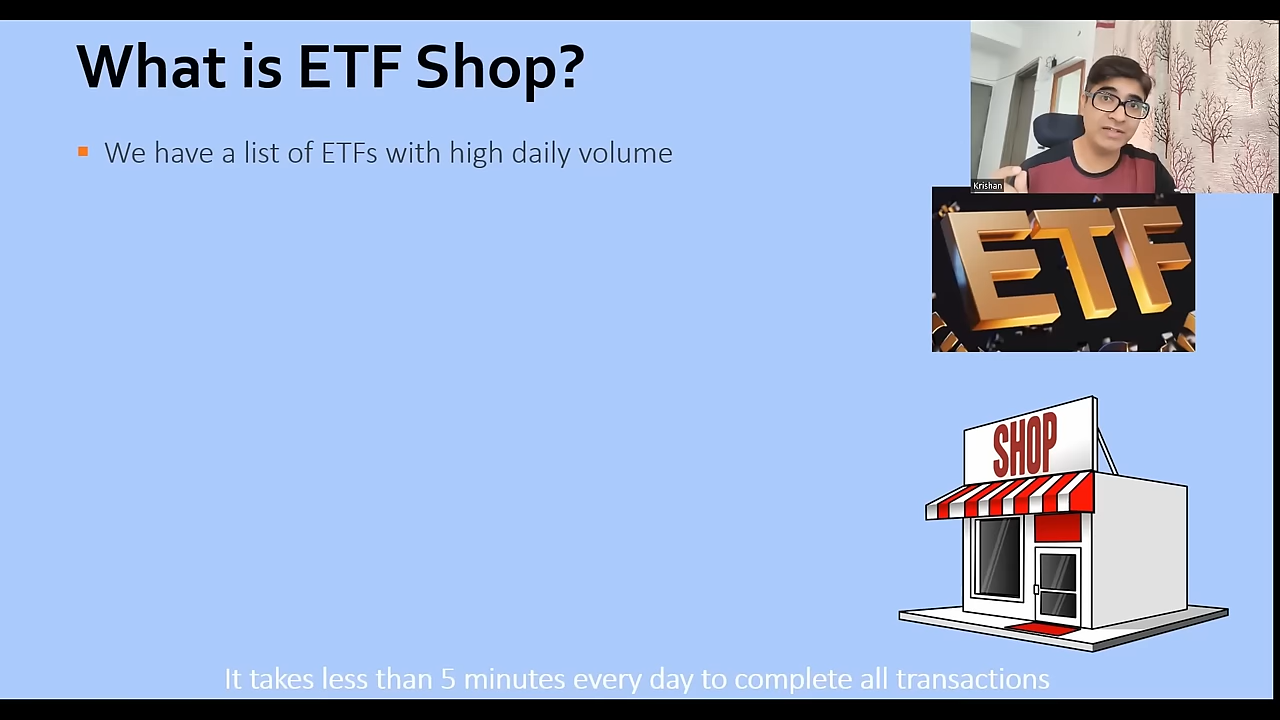 What is ETF Shop?
We have a list of ETFs with high daily volume
Krishan
ETF
SHOP
It takes less than 5 minutes every day to complete all transactions